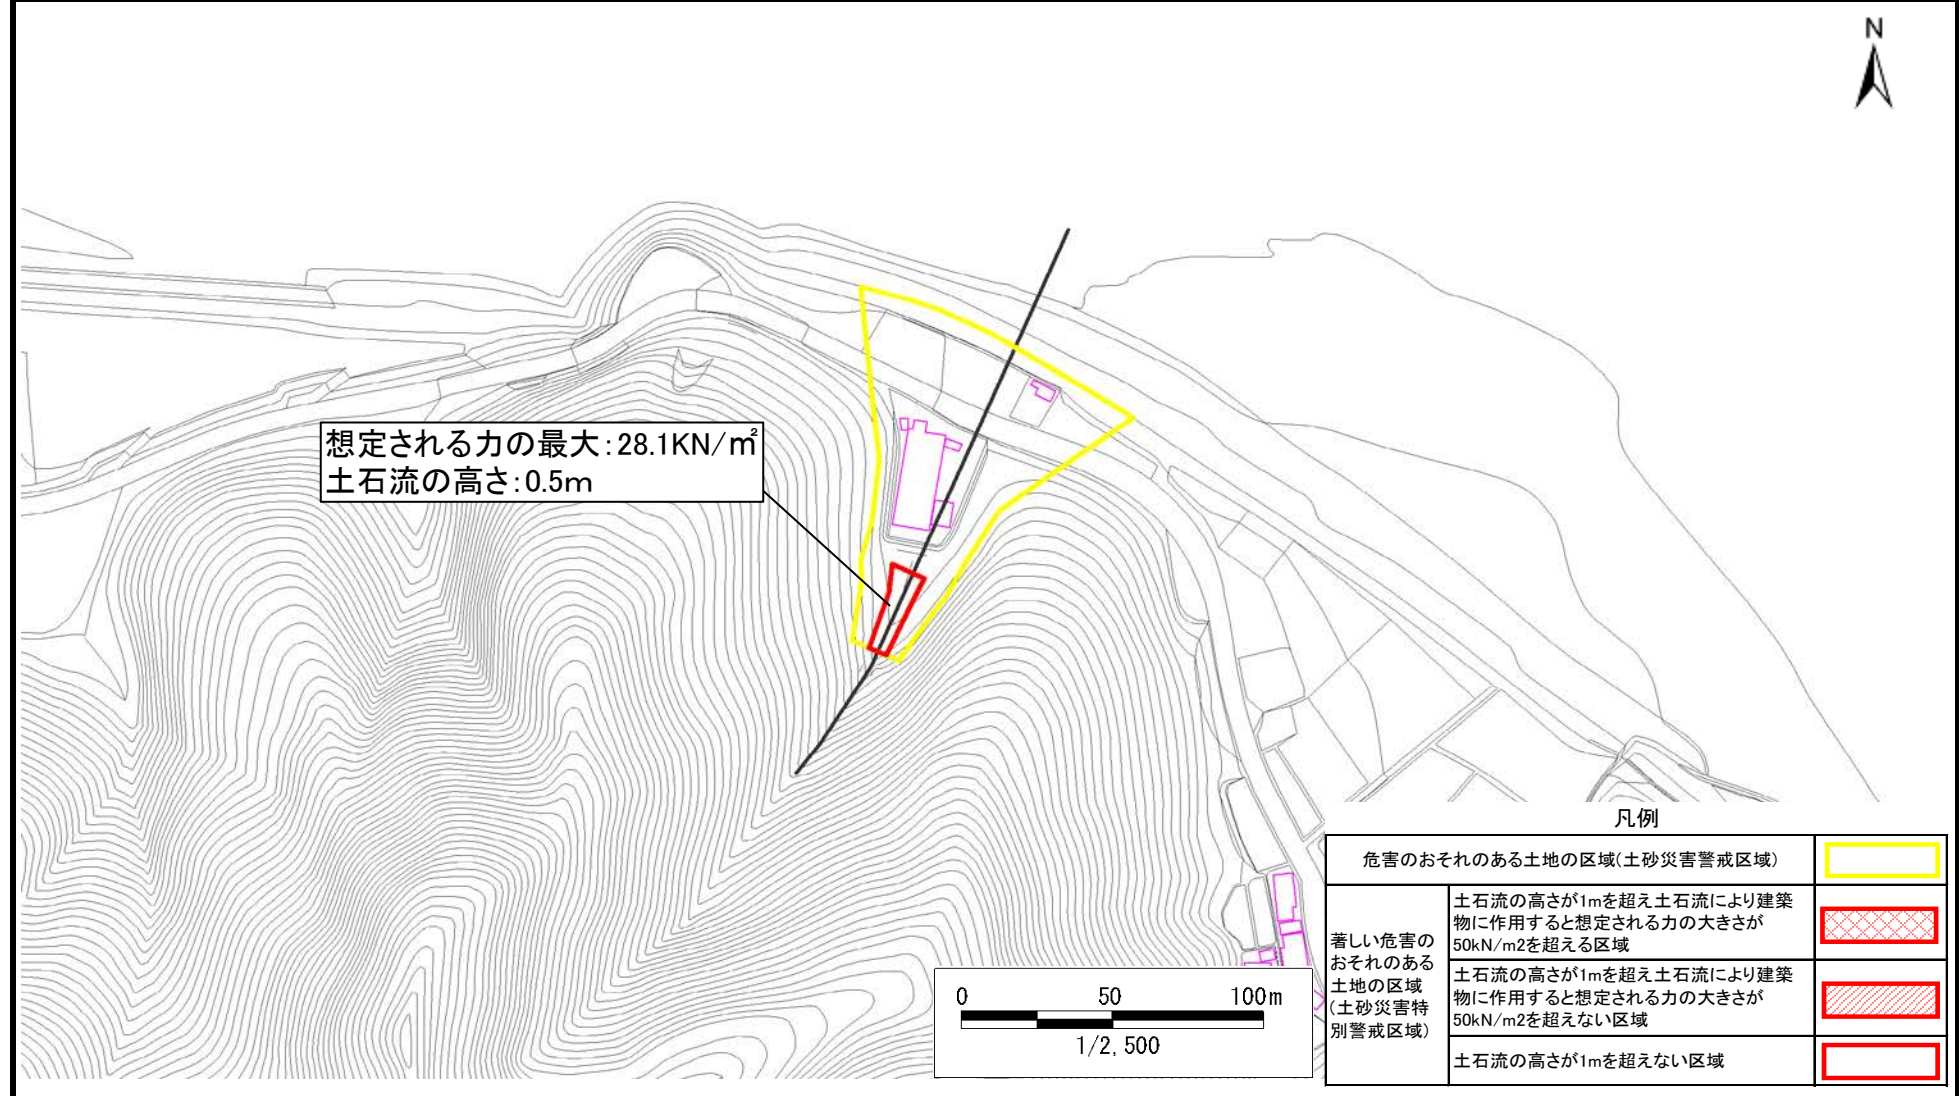 N
想定される力の最大:28.1KN/㎡
土石流の高さ:0.5m
凡例
危害のおそれのある土地の区域(土砂災害警戒区域)
著しい危害の
おそれのある
土地の区域
(土砂災害特
別警戒区域)
土石流の高さが1mを超え土石流により建築
物に作用すると想定される力の大きさが
50kN/m2を超える区域
土石流の高さが1mを超え土石流により建築
物に作用すると想定される力の大きさが
50kN/m2を超えない区域
土石流の高さが1mを超えない区域
0 50 100m
1/2,500